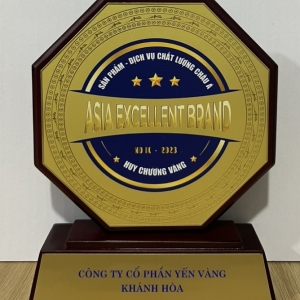 SẢN PHẨM - DỊCH VỤ CHẤT LƯỢNG CHÂU Á
ASIA EXCELLENT BRAND
2023
HUY CHƯƠNG VÀNG
CÔNG TY CỔ PHẦN YẾN VÀNG
KHÁNH HÒA